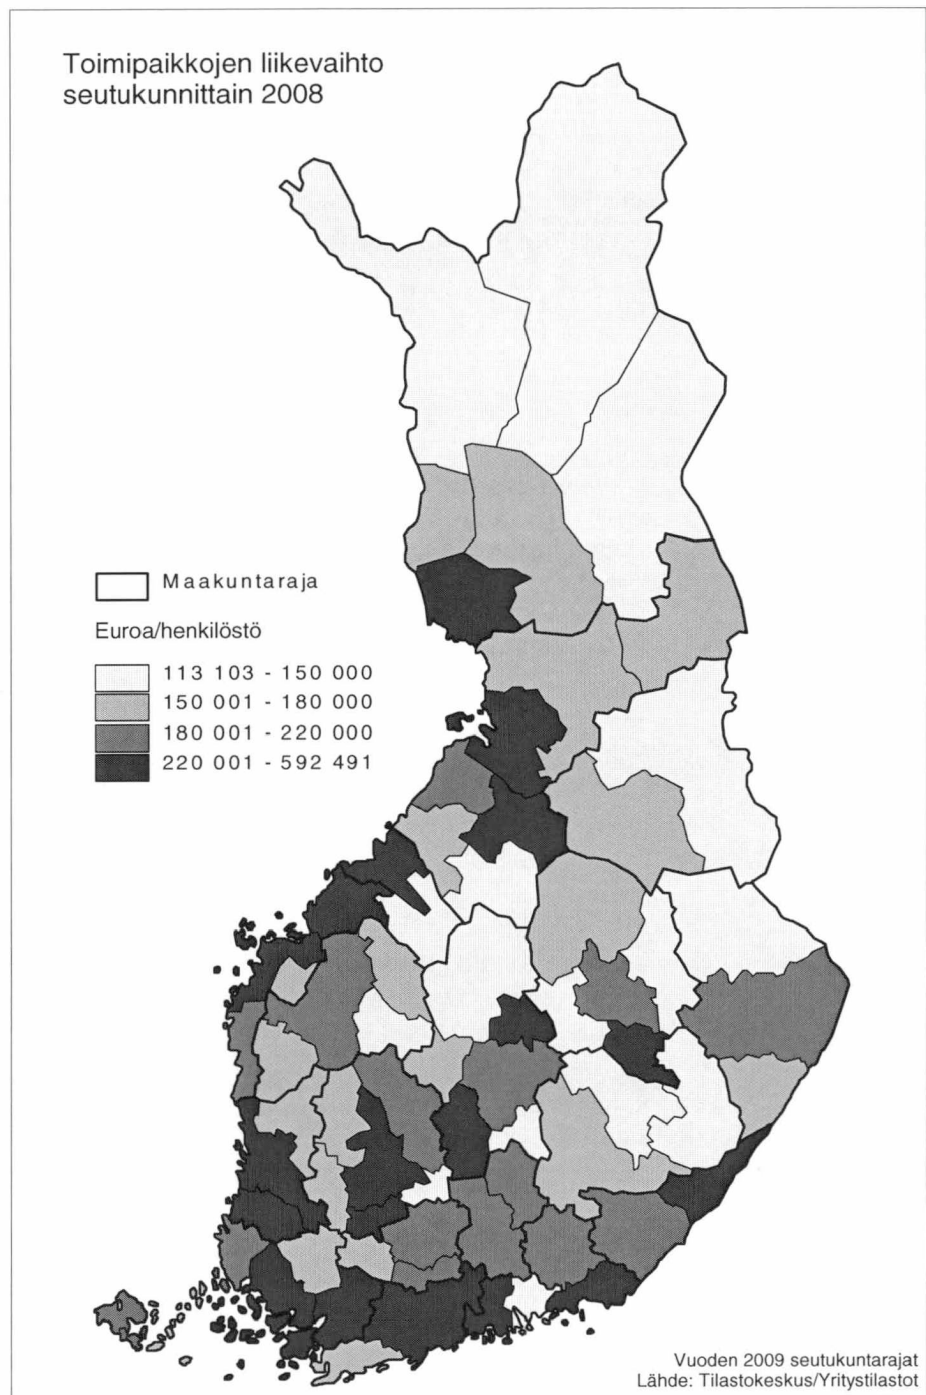 Toimipaikkojen liikevaihto
seutukunnittain 2008
Maakuntaraja
Euroa/henkilöstö
113 103 - 150 000
150 001 - 180 000
180 001 - 220 000
220 001 - 592 491
Vuoden 2009 seutukuntarajat
Lähde: Tilastokeskus/Yritystilastot